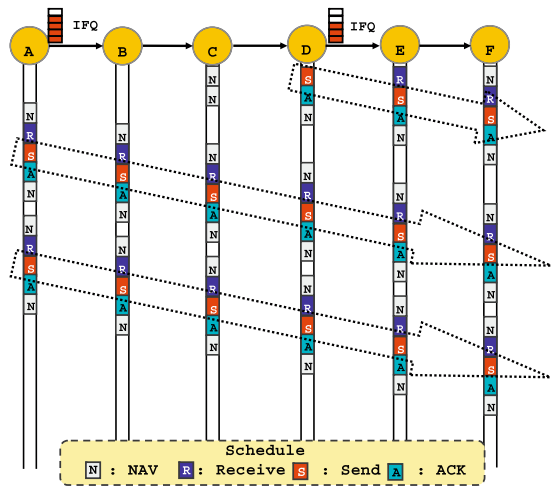 IFQ IFQ
A B C D E F
N R S A N N R S A N
N R S A N N R S A N
N N N R S A N N R S A N
S A N N R S A N N R S A N
R S A N N R S A N N R S A N
N R S A N N R S A N N R S A N
Schedule
N : NAV R : Receive S : Send A : ACK